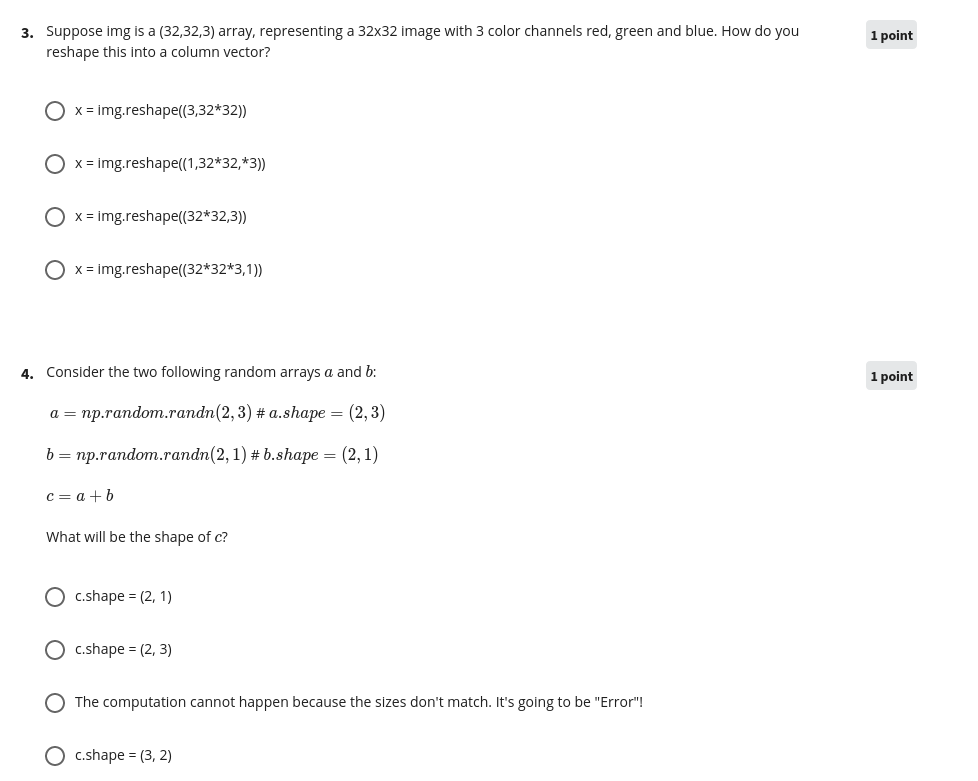 3. Suppose img is a (32,32,3) array, representing a 32x32 image with 3 color channels red, green and blue. How do you 1 point
reshape this into a column vector?
x = img.reshape((3,32*32))
x = img.reshape((1,32*32,*3))
x = img.reshape((32*32,3))
x = img.reshape((32*32*3,1))
4. Consider the two following random arrays a and b: 1 point
a = np.random.randn(2, 3) # a.shape = (2, 3)
b = np.random.randn(2, 1) # b.shape = (2, 1)
c = a + b
What will be the shape of c?
c.shape = (2, 1)
c.shape = (2, 3)
The computation cannot happen because the sizes don't match. It's going to be "Error"!
c.shape = (3, 2)